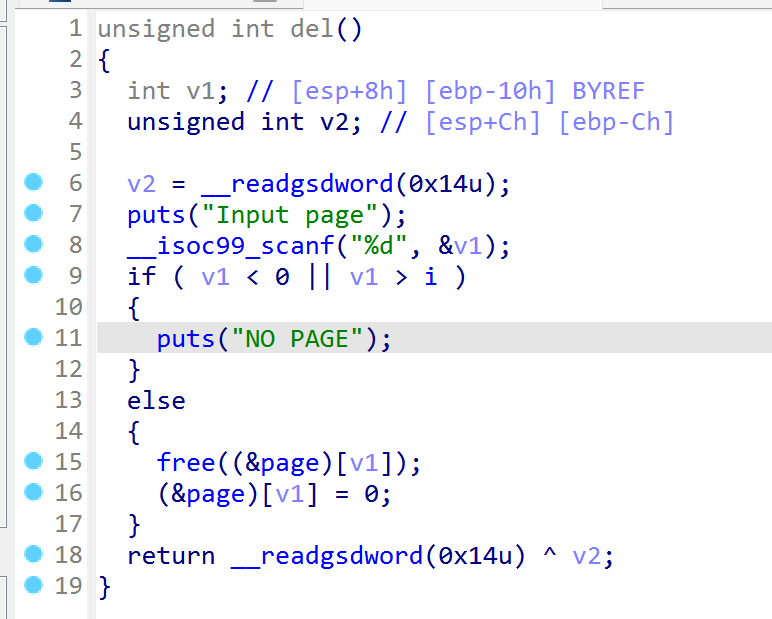 1 unsigned int del()
2 {
3   int v1; // [esp+8h] [ebp-10h] BYREF
4   unsigned int v2; // [esp+Ch] [ebp-Ch]
5
6   v2 = __readgsdword(0x14u);
7   puts("Input page");
8   __isoc99_scanf("%d", &v1);
9   if ( v1 < 0 || v1 > i )
10   {
11     puts("NO PAGE");
12   }
13   else
14   {
15     free((&page)[v1]);
16     (&page)[v1] = 0;
17   }
18   return __readgsdword(0x14u) ^ v2;
19 }